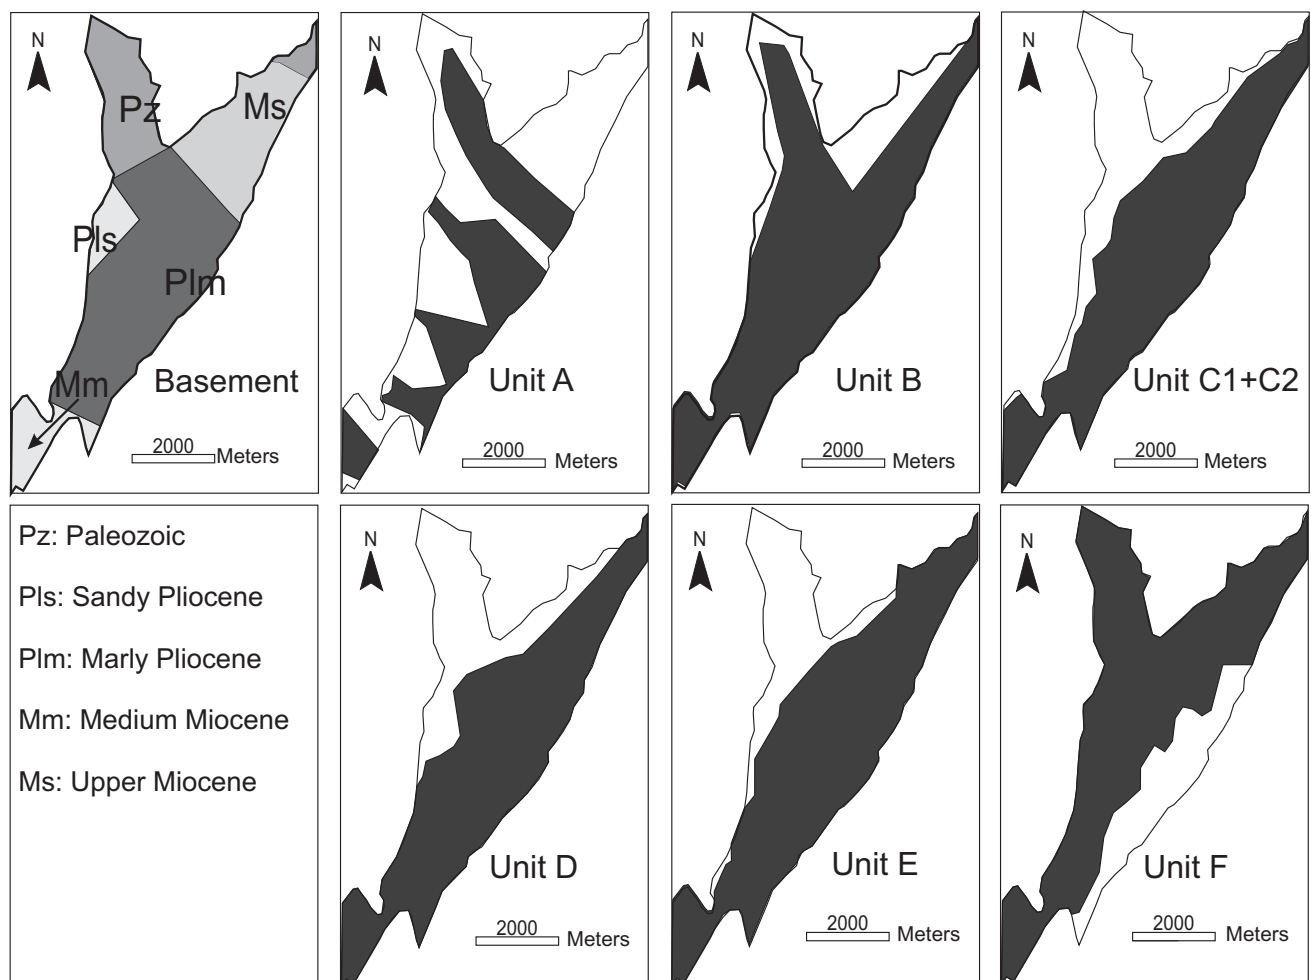 N
Pz
Ms
Pls
Plm
Mm
Basement
2000
Meters
N
Unit A
2000
Meters
N
Unit B
2000
Meters
N
Unit C1+C2
2000
Meters
Pz: Paleozoic
Pls: Sandy Pliocene
Plm: Marly Pliocene
Mm: Medium Miocene
Ms: Upper Miocene
N
Unit D
2000
Meters
N
Unit E
2000
Meters
N
Unit F
2000
Meters